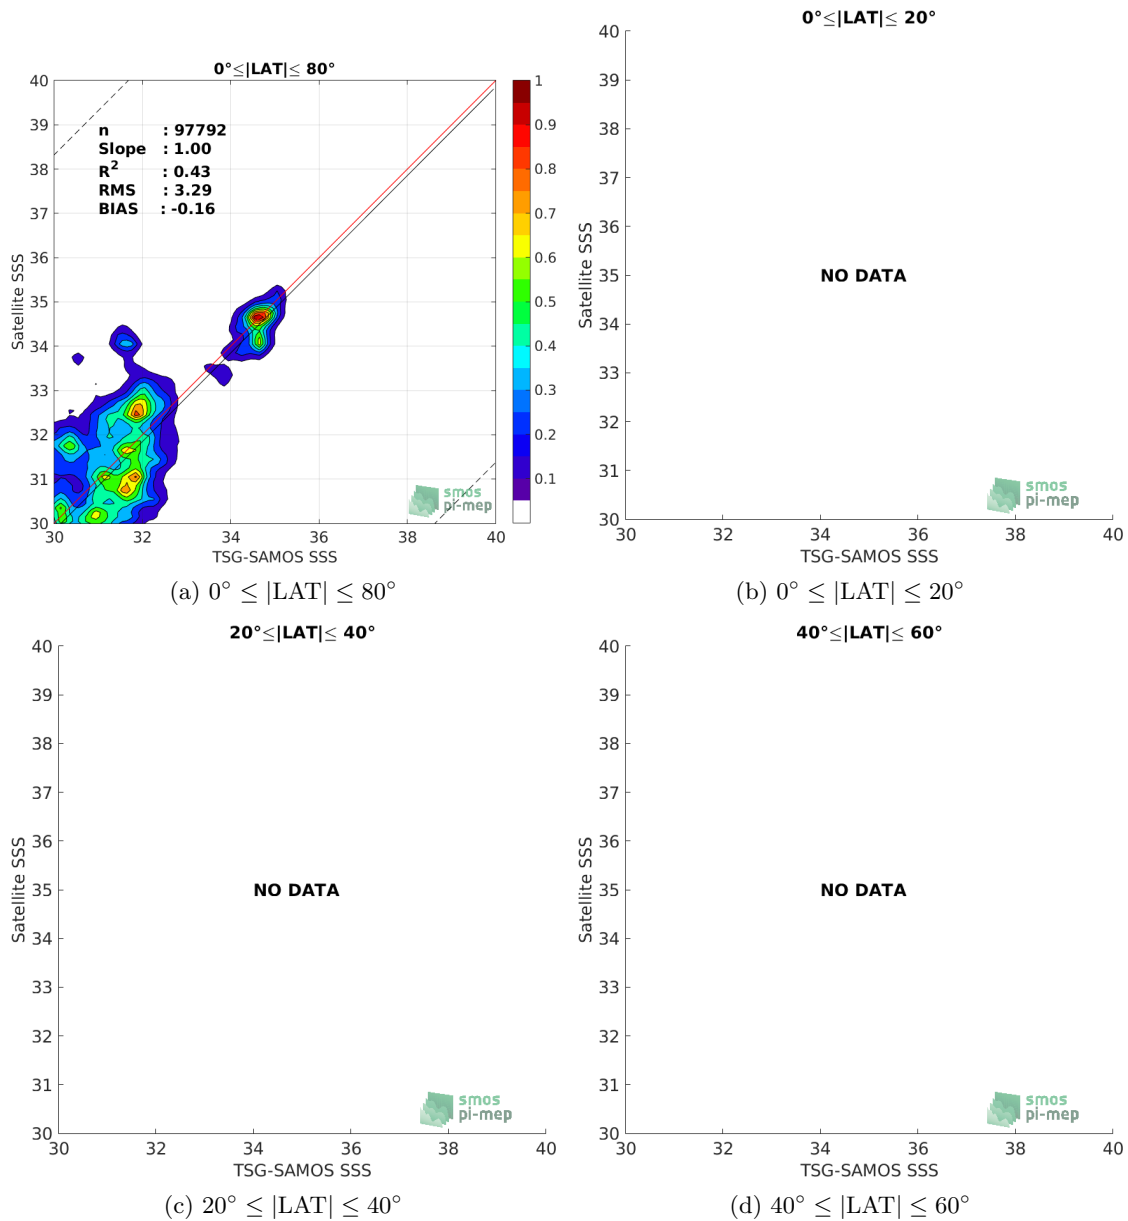 0°≤|LAT|≤ 80°
40
39
38
37
36
35
34
33
32
31
30
Satellite SSS
n : 97792
Slope : 1.00
R² : 0.43
RMS : 3.29
BIAS : -0.16
1
0.9
0.8
0.7
0.6
0.5
0.4
0.3
0.2
0.1
smos
pi-mep
30 32 34 36 38 40
TSG-SAMOS SSS
(a) 0° ≤ |LAT| ≤ 80°
0°≤|LAT|≤ 20°
40
39
38
37
36
35
34
33
32
31
30
Satellite SSS
NO DATA
smos
pi-mep
30 32 34 36 38 40
TSG-SAMOS SSS
(b) 0° ≤ |LAT| ≤ 20°
20°≤|LAT|≤ 40°
40
39
38
37
36
35
34
33
32
31
30
Satellite SSS
NO DATA
smos
pi-mep
30 32 34 36 38 40
TSG-SAMOS SSS
(c) 20° ≤ |LAT| ≤ 40°
40°≤|LAT|≤ 60°
40
39
38
37
36
35
34
33
32
31
30
Satellite SSS
NO DATA
smos
pi-mep
30 32 34 36 38 40
TSG-SAMOS SSS
(d) 40° ≤ |LAT| ≤ 60°